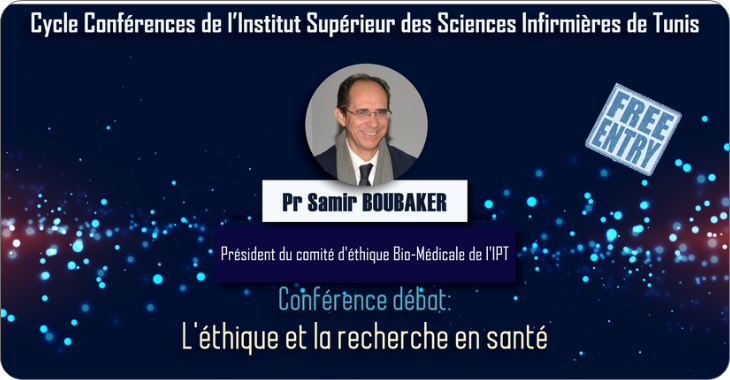 Cycle Conférences de l'Institut Supérieur des Sciences Infirmières de Tunis
FREE
ENTRY
Pr Samir BOUBAKER
Président du comité d'éthique Bio-Médicale de l'IPT
Conférence débat:
L'éthique et la recherche en santé